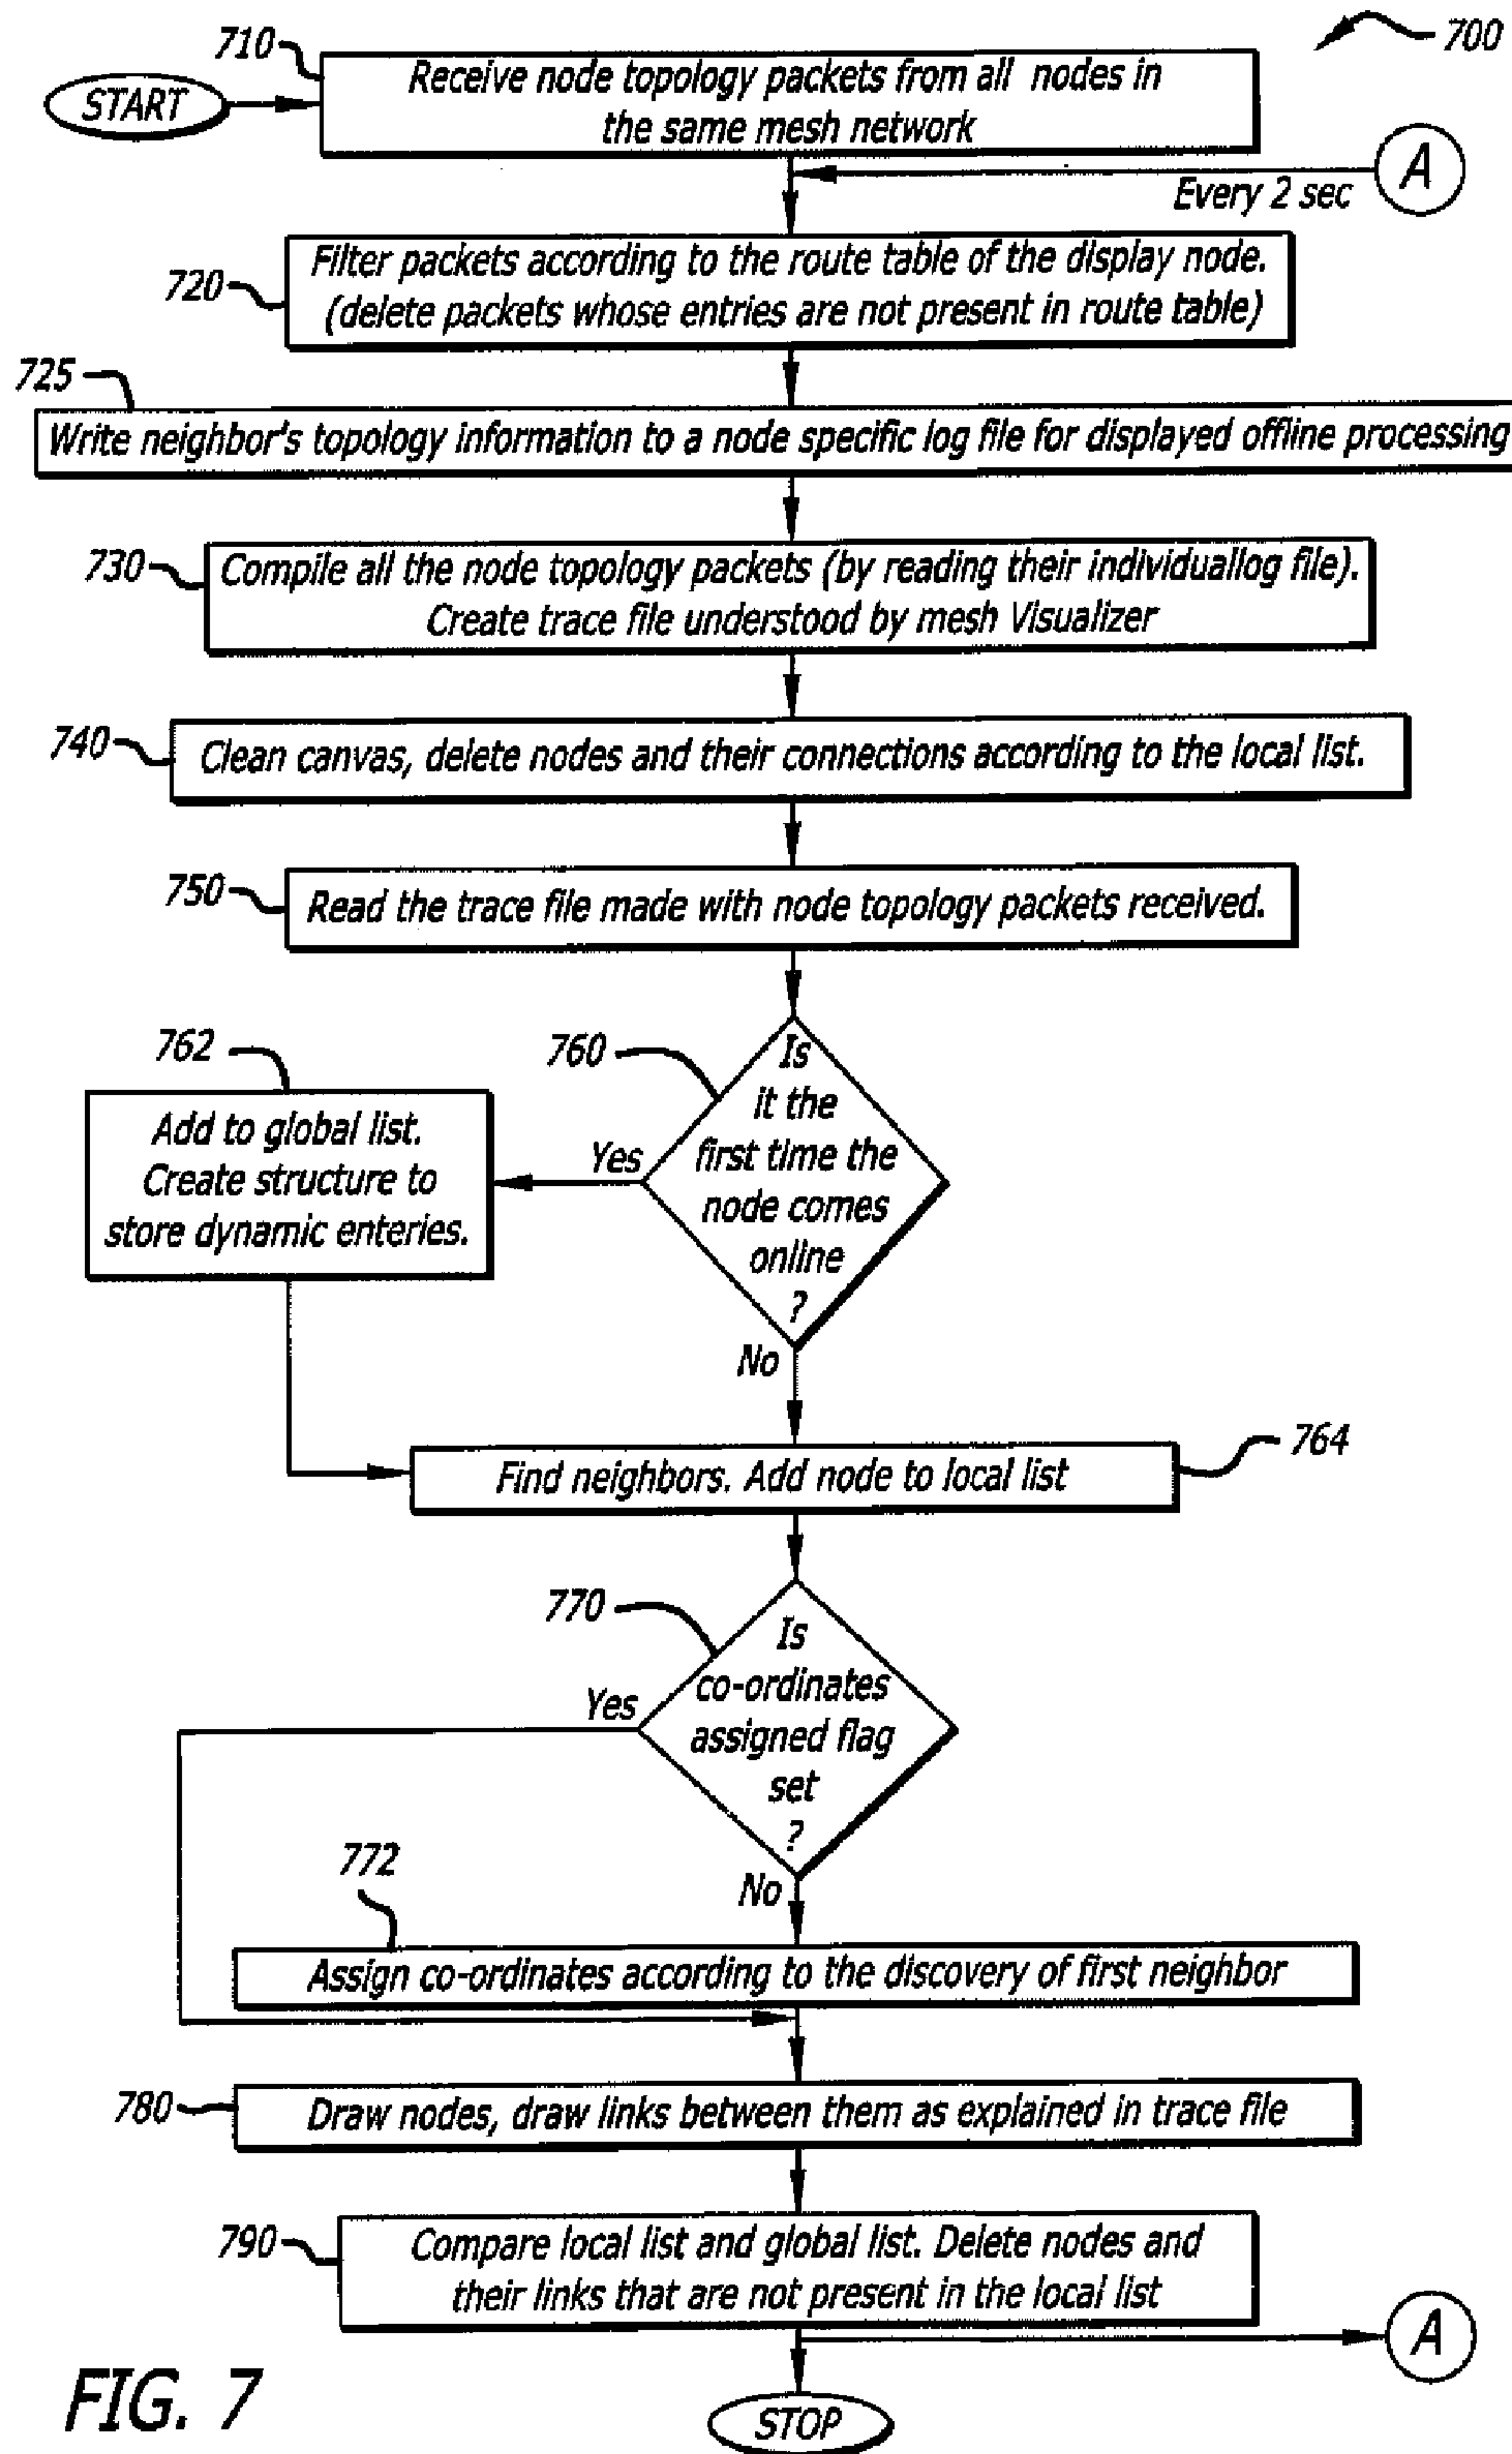 700
710
START
Receive node topology packets from all nodes in
the same mesh network
A
Every 2 sec
720
Filter packets according to the route table of the display node.
(delete packets whose entries are not present in route table)
725
Write neighbor's topology information to a node specific log file for displayed offline processing
730
Compile all the node topology packets (by reading their individuallog file).
Create trace file understood by mesh Visualizer
740
Clean canvas, delete nodes and their connections according to the local list.
750
Read the trace file made with node topology packets received.
760
Is
it the
first time the
node comes
online
?
Yes
762
Add to global list.
Create structure to
store dynamic enteries.
No
764
Find neighbors. Add node to local list
770
Is
co-ordinates
assigned flag
set
?
Yes
No
772
Assign co-ordinates according to the discovery of first neighbor
780
Draw nodes, draw links between them as explained in trace file
790
Compare local list and global list. Delete nodes and
their links that are not present in the local list
A
STOP
FIG. 7